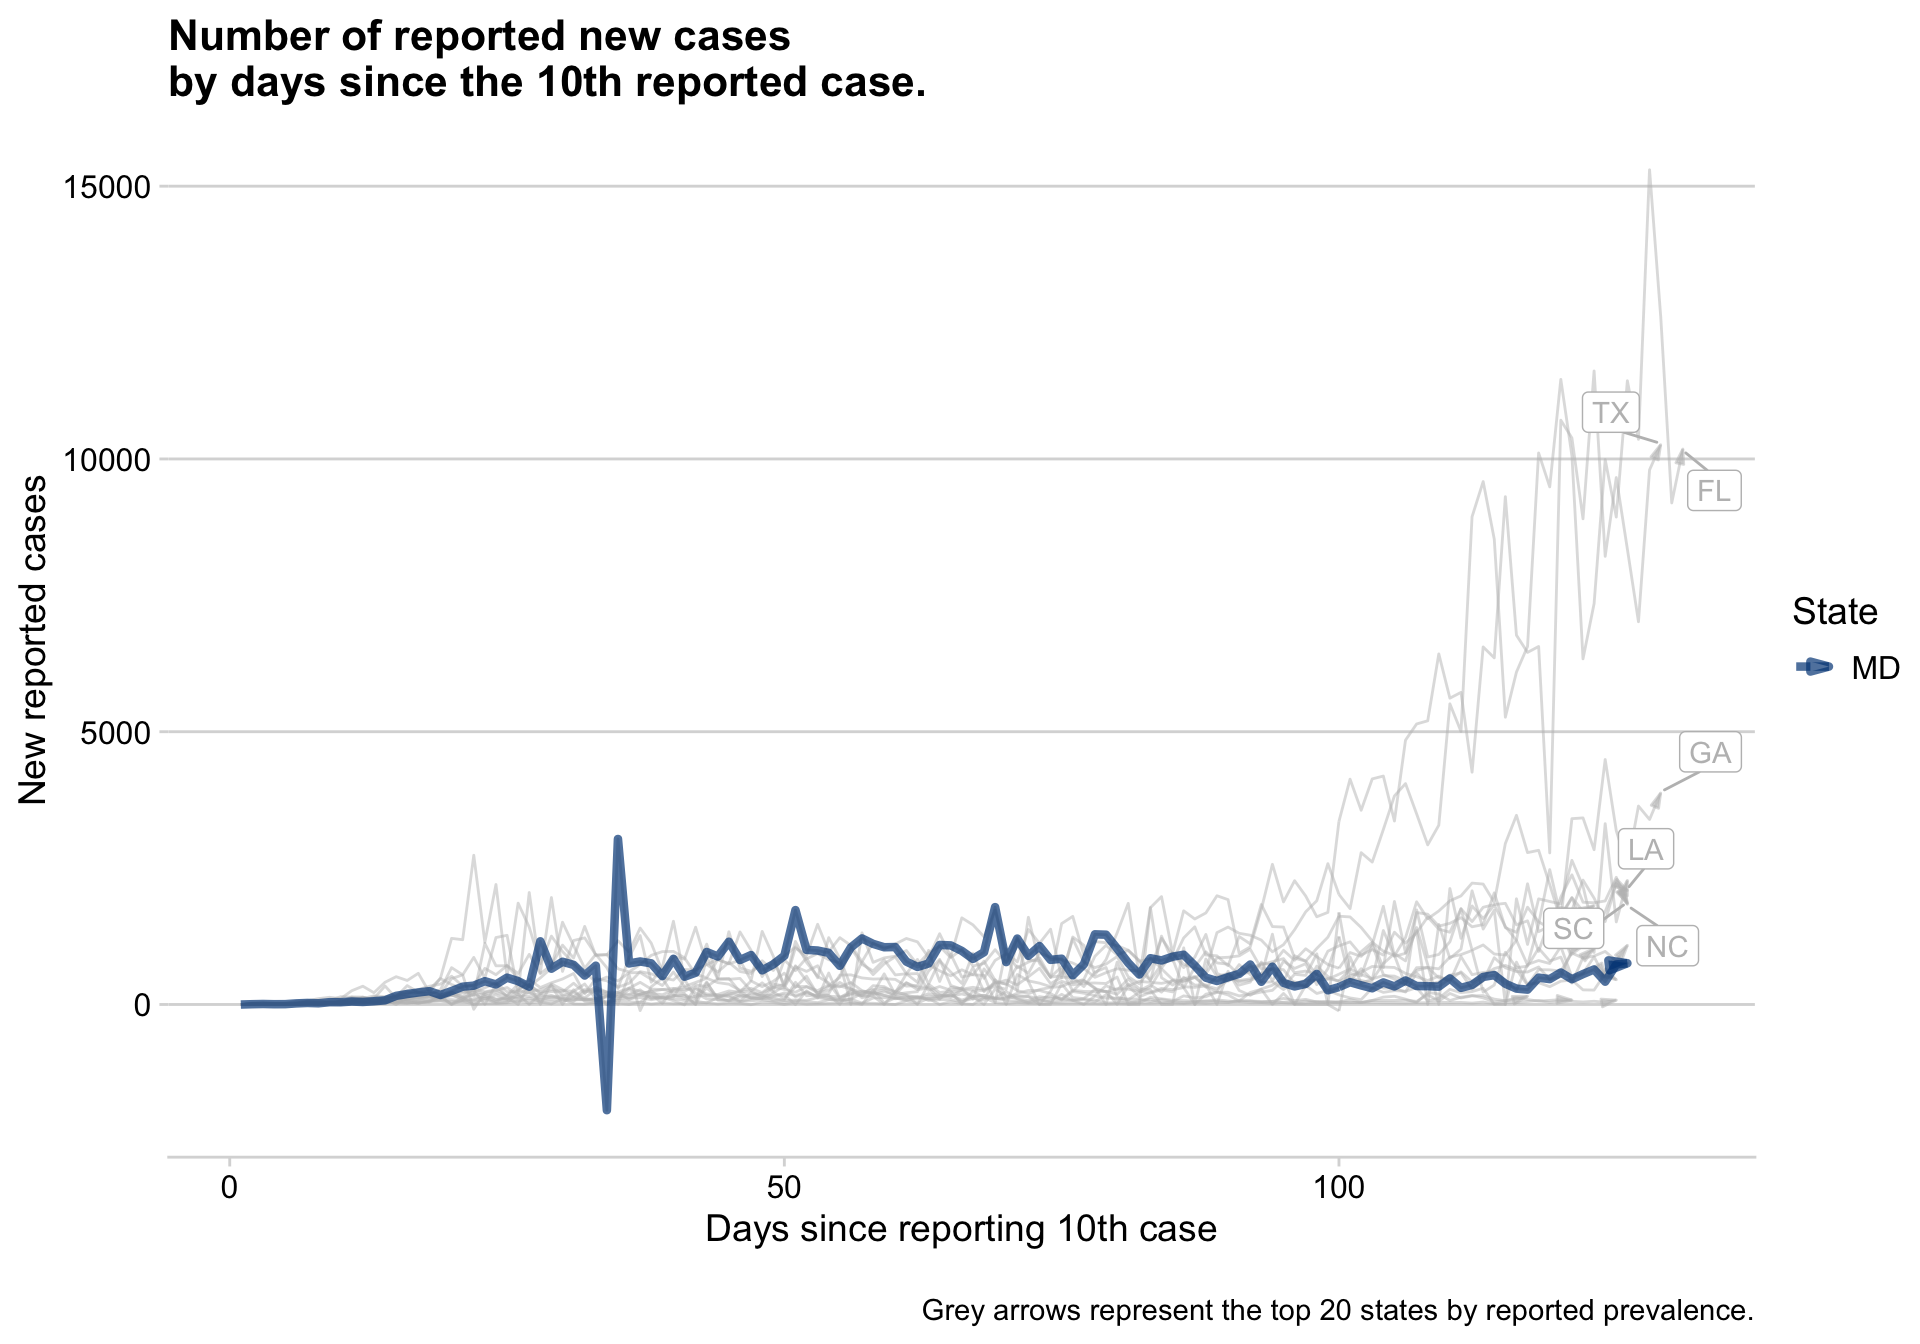 Number of reported new cases
by days since the 10th reported case.
15000
10000
5000
0
New reported cases
TX
FL
GA
LA
SC
NC
State
MD
0
50
100
Days since reporting 10th case
Grey arrows represent the top 20 states by reported prevalence.